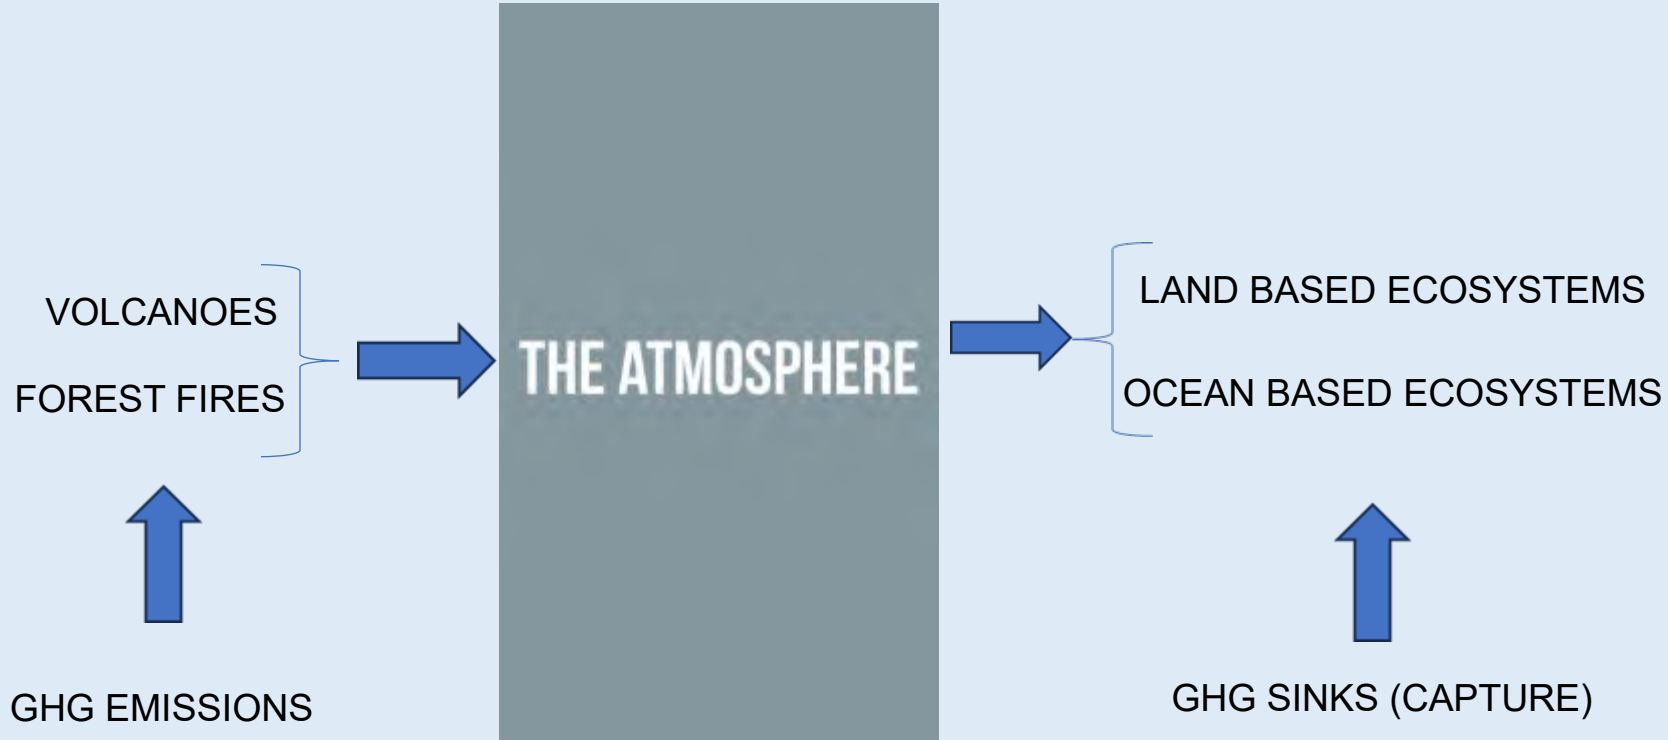 VOLCANOES
FOREST FIRES
GHG EMISSIONS
THE ATMOSPHERE
LAND BASED ECOSYSTEMS
OCEAN BASED ECOSYSTEMS
GHG SINKS (CAPTURE)